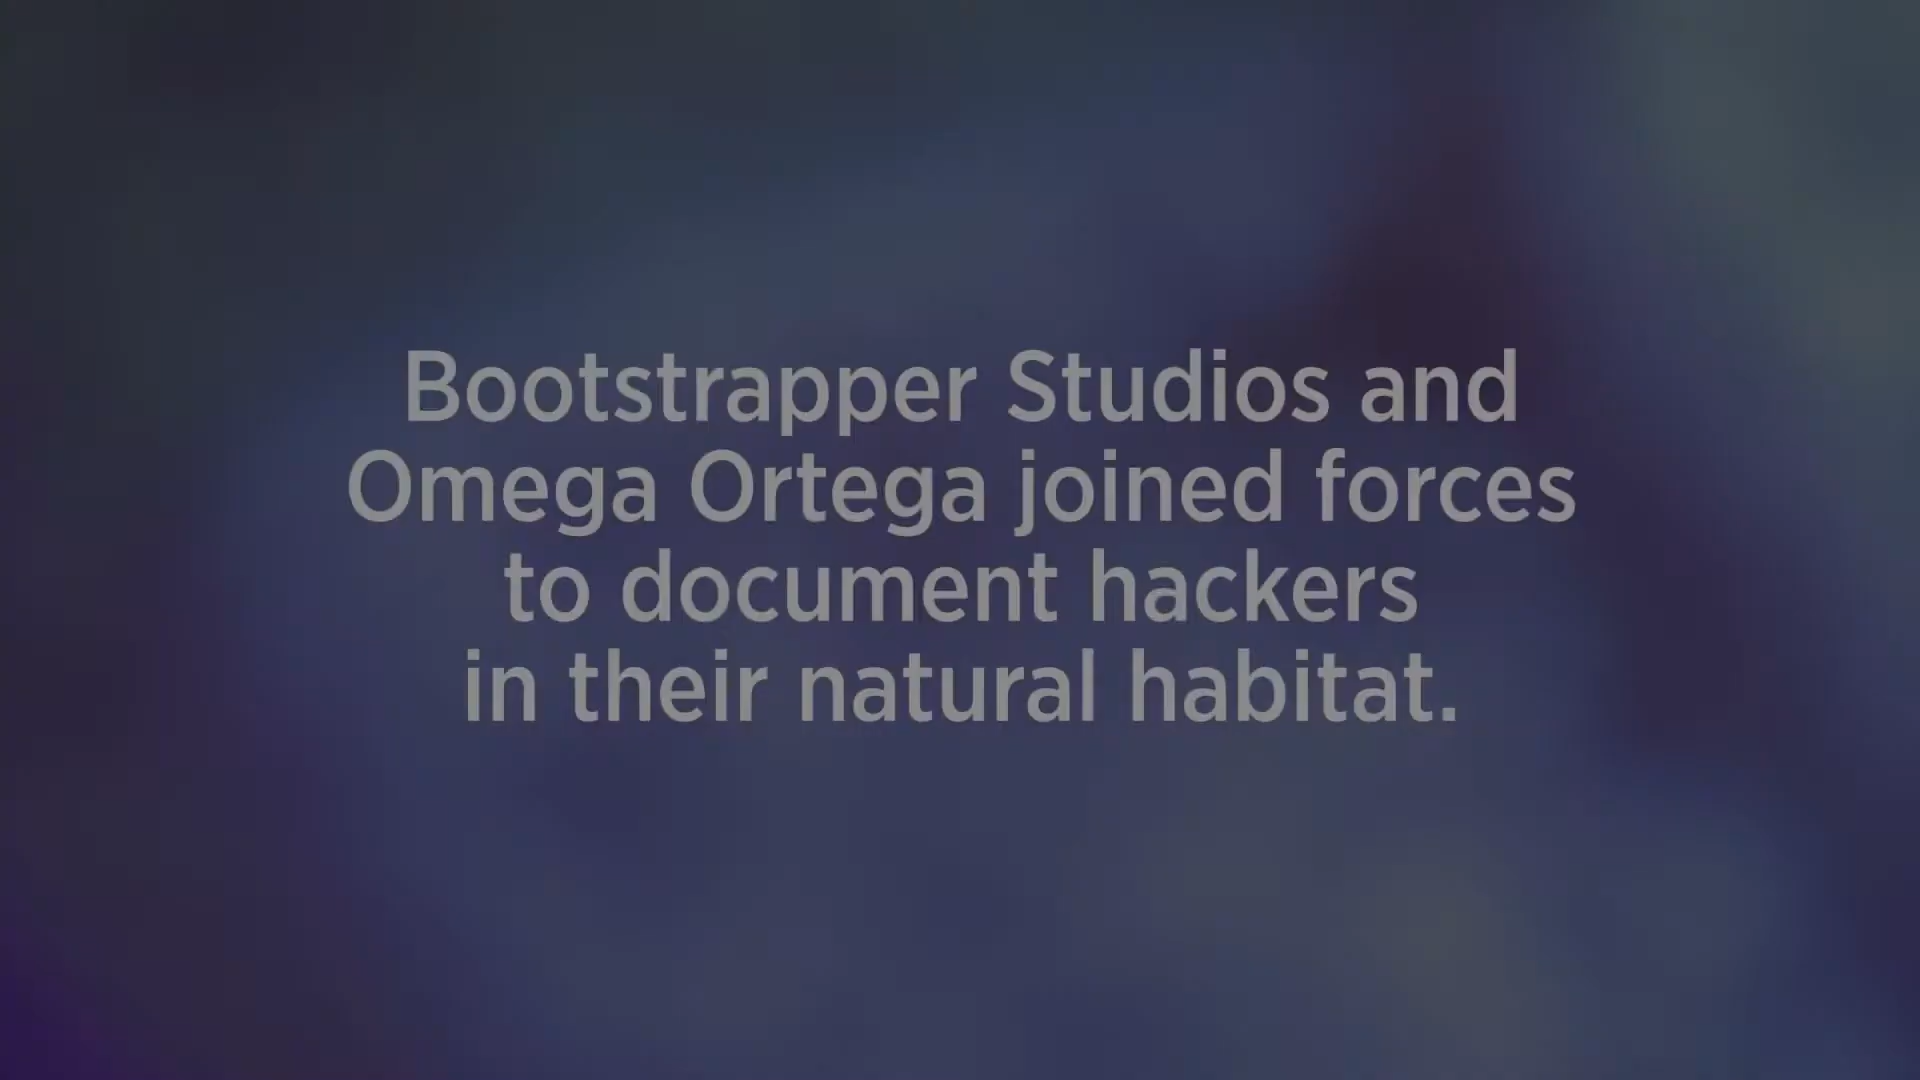 Bootstrapper Studios and
Omega Ortega joined forces
to document hackers
in their natural habitat.